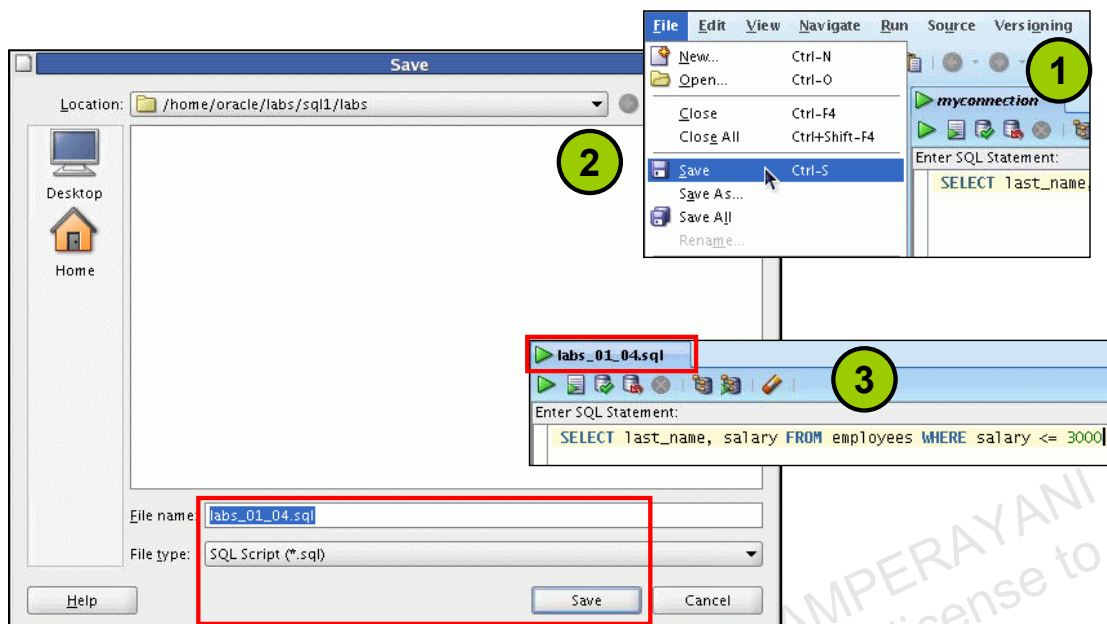 File Edit View Navigate Run Source Versioning
New... Ctrl-N
Open... Ctrl-O
Close Ctrl-F4
Close All Ctrl+Shift-F4
Save Ctrl-S
Save As...
Save All
Rename...
1
myconnection
Enter SQL Statement:
SELECT last_name,
Save
Location: /home/oracle/labs/sql1/labs
2
Desktop
Home
labs_01_04.sql
3
Enter SQL Statement:
SELECT last_name, salary FROM employees WHERE salary <= 3000
File name: labs_01_04.sql
File type: SQL Script (*.sql)
Help Save Cancel
to